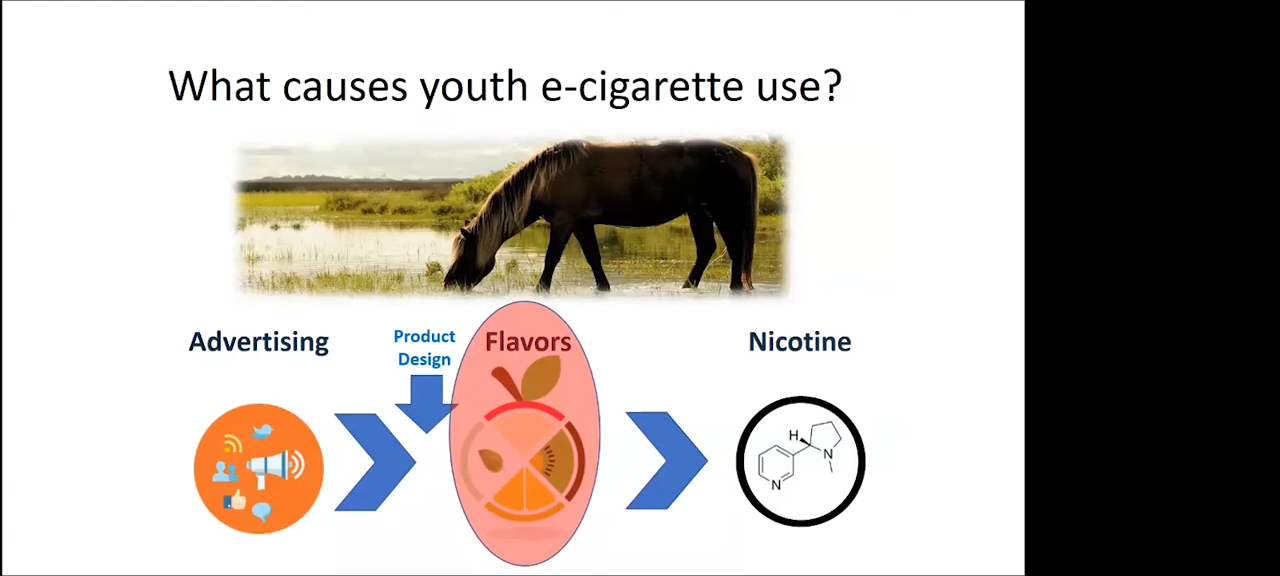 What causes youth e-cigarette use?
Advertising
Product
Design
Flavors
Nicotine
H
N
N